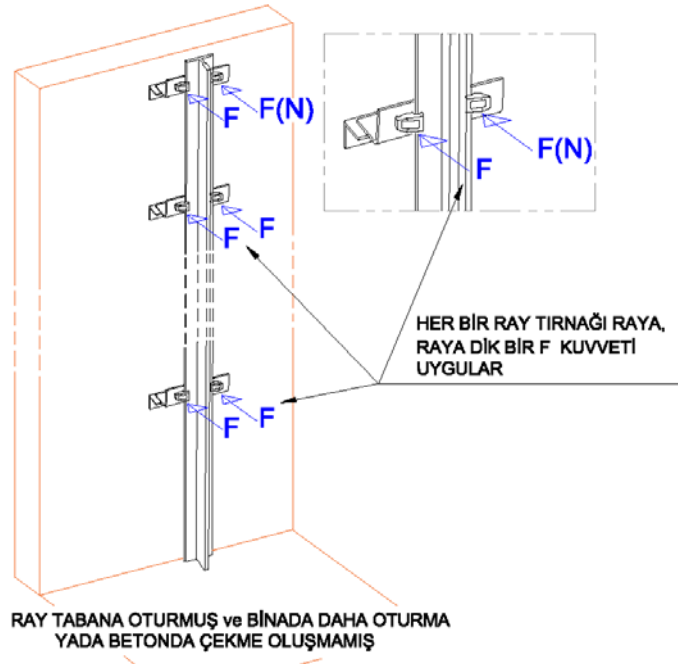 F
F(N)
F
F(N)
F
F
HER BİR RAY TIRNAĞI RAYA,
RAYA DİK BİR F KUVVETİ
UYGULAR
F
F
RAY TABANA OTURMUŞ ve BİNADA DAHA OTURMA
YADA BETONDA ÇEKME OLUŞMAMIŞ